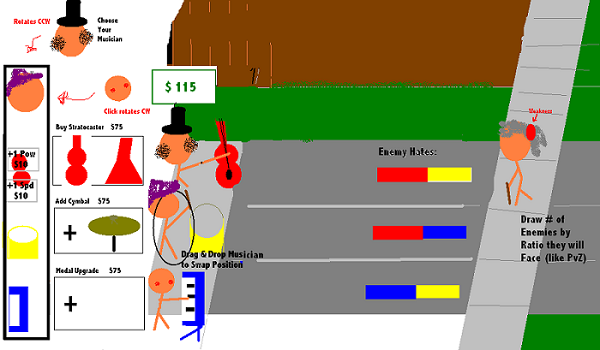 Rotates CCW
Choose
Your
Musician
Click rotates CW
$ 115
Buy Stratocaster $75
+1 Pow
$10
+1 Spd
$10
Add Cymbal $75
+
Medal Upgrade $75
+
Drag & Drop Musician
to Swap Position
Enemy Hates:
Weakness
Draw # of
Enemies by
Ratio they will
Face (like PvZ)